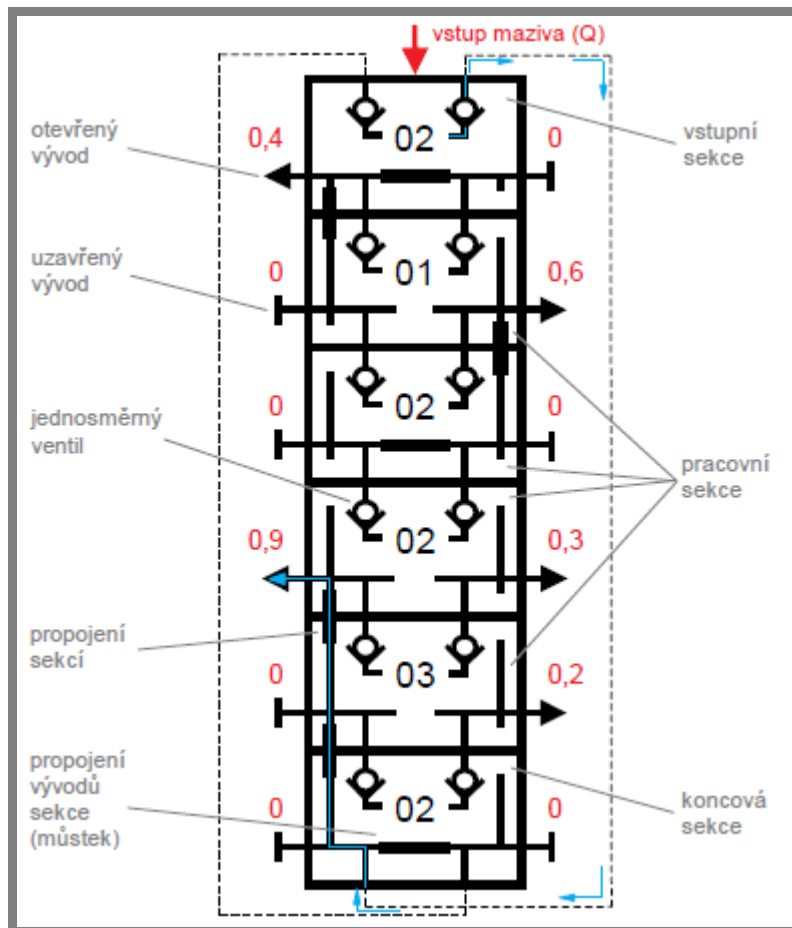 vstup maziva (Q)
otevřený
vývod
0,4
02
0
vstupní
sekce
uzavřený
vývod
0
01
0,6
jednosměrný
ventil
0
02
0
pracovní
sekce
0,9
02
0,3
propojení
sekcí
0
03
0,2
propojení
vývodů
sekce
(můstek)
0
02
0
koncová
sekce